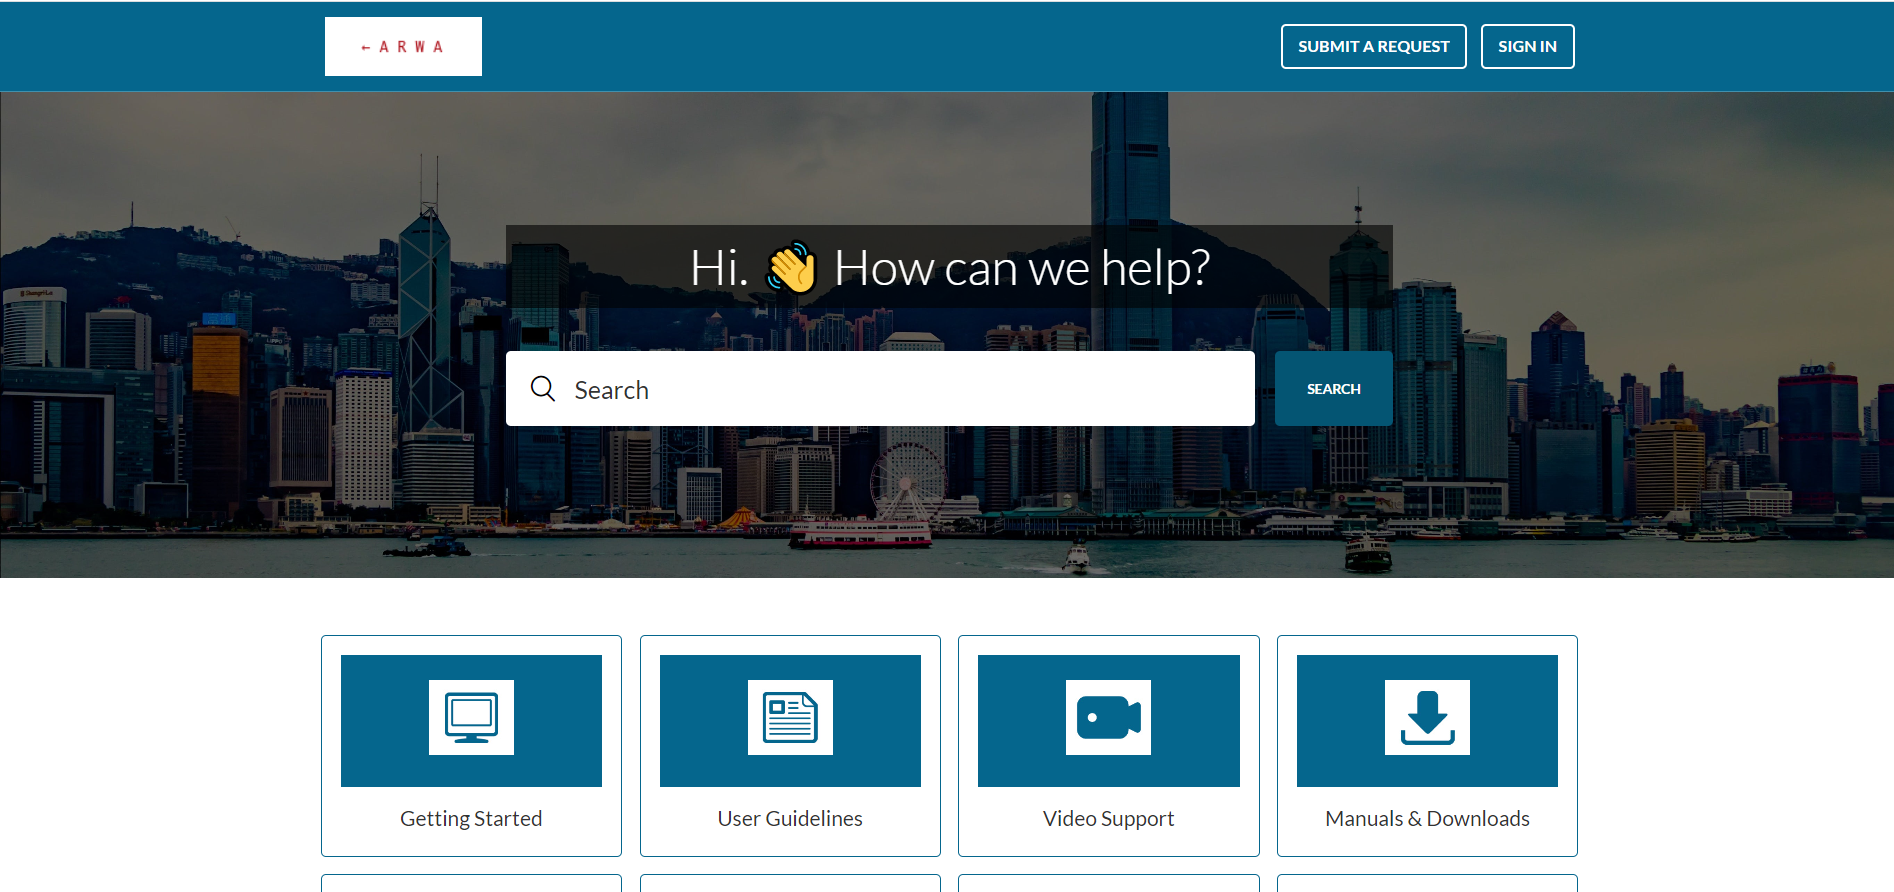 ← A R W A
SUBMIT A REQUEST
SIGN IN
Hi. 👋 How can we help?
Search
SEARCH
Getting Started
User Guidelines
Video Support
Manuals & Downloads